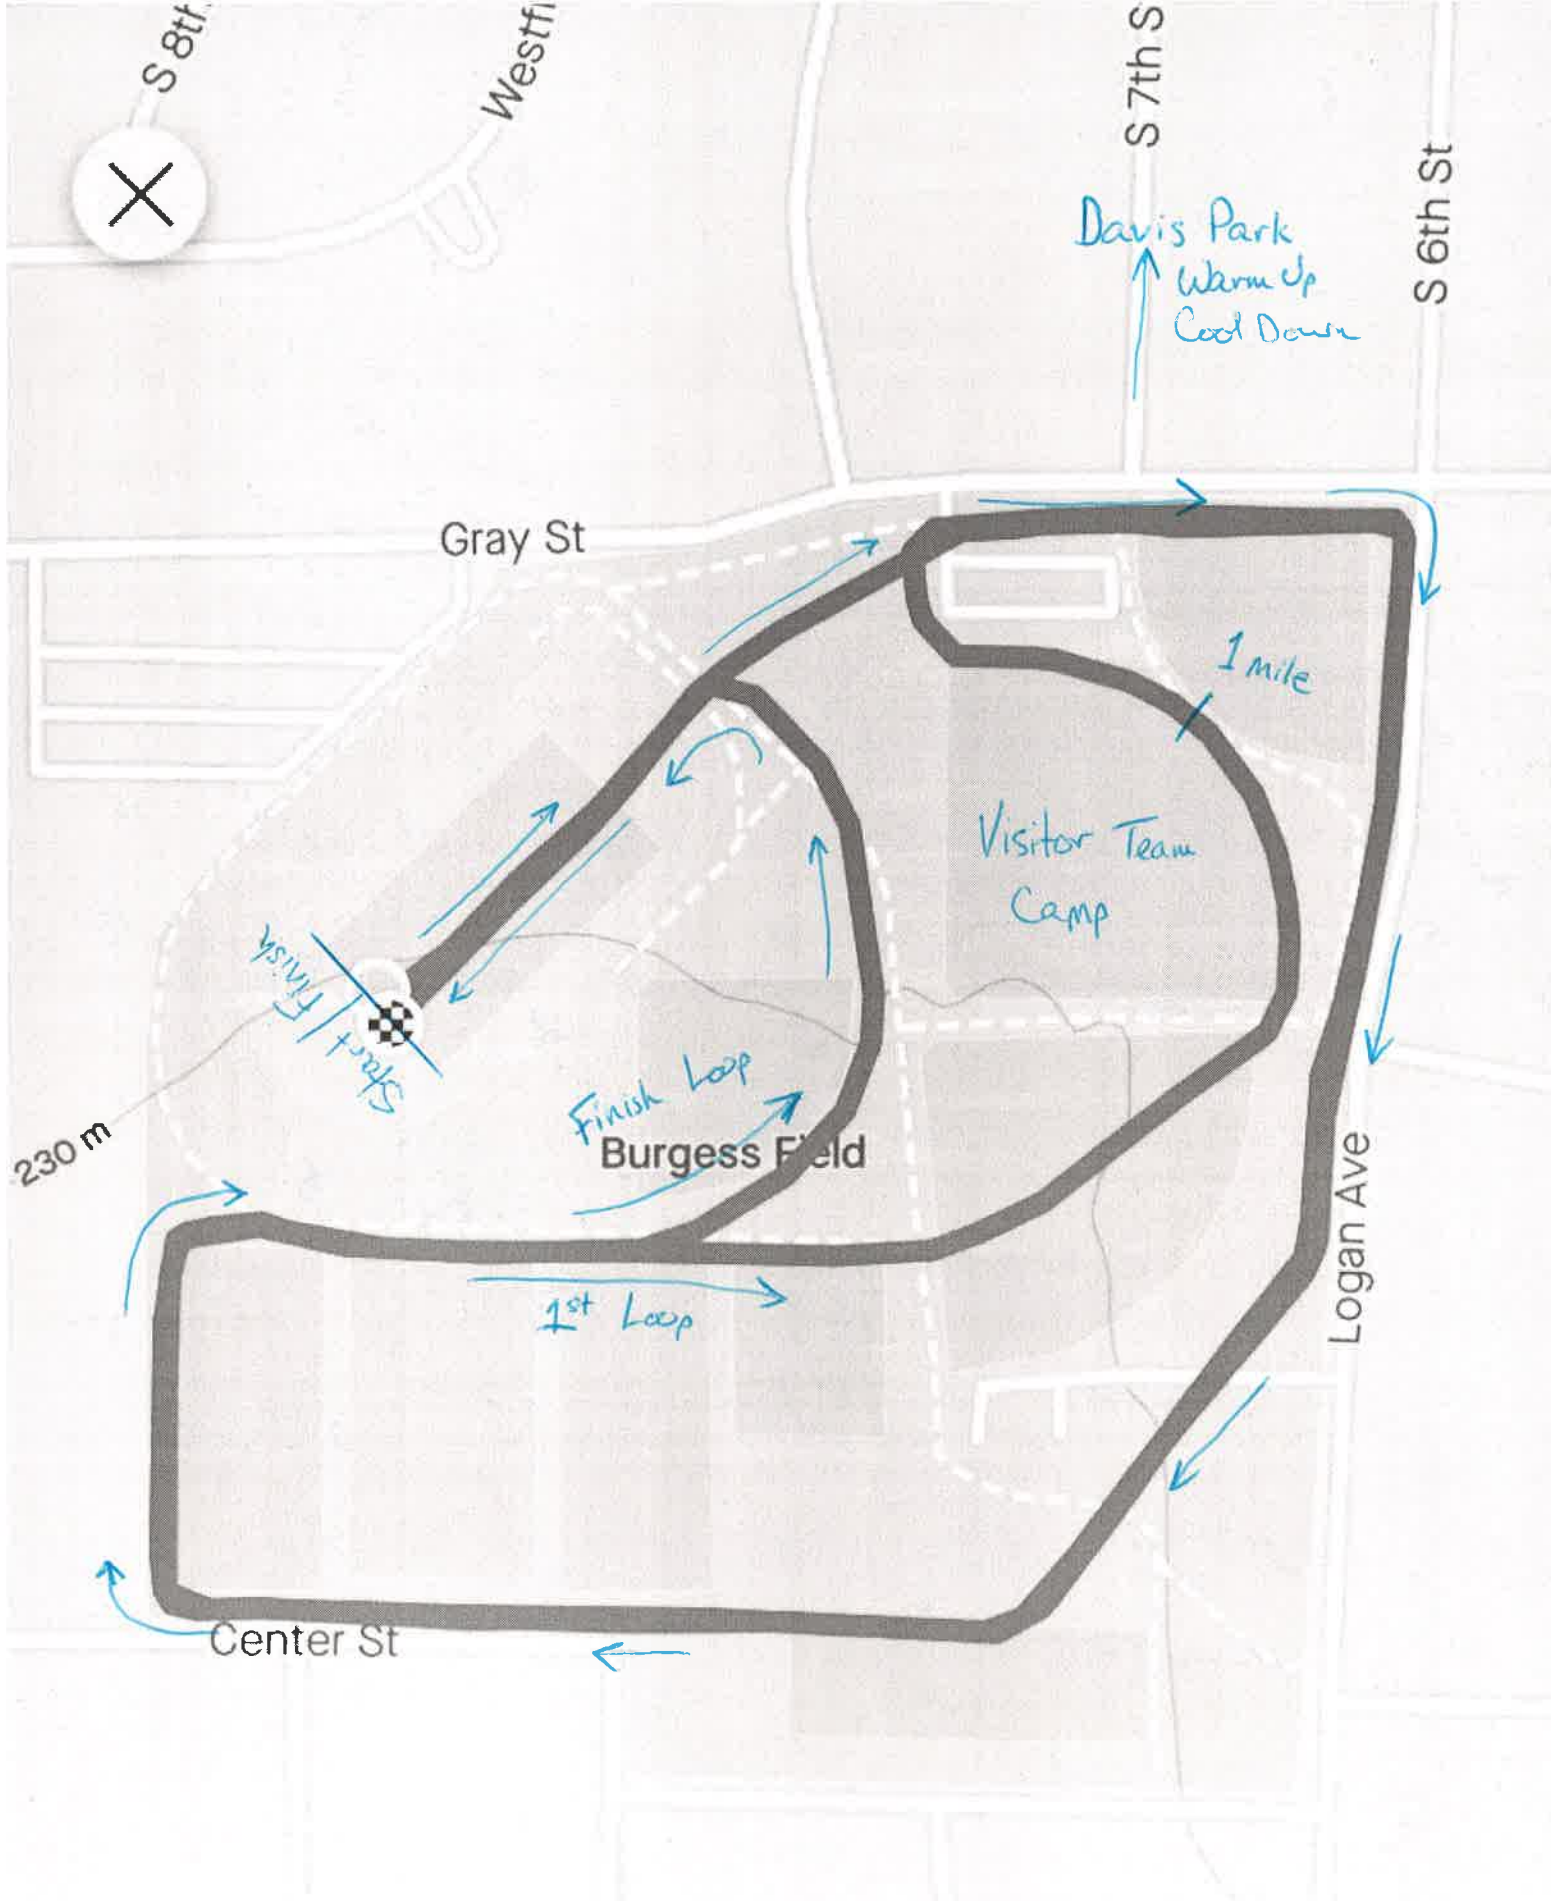 S 8th
Westfi
S 7th S
S 6th St
Davis Park
Warm Up
Cool Down
Gray St
1 Mile
Visitor Team
Camp
Finish
Start
Finish Loop
Burgess Field
230 m
Logan Ave
1st Loop
Center St